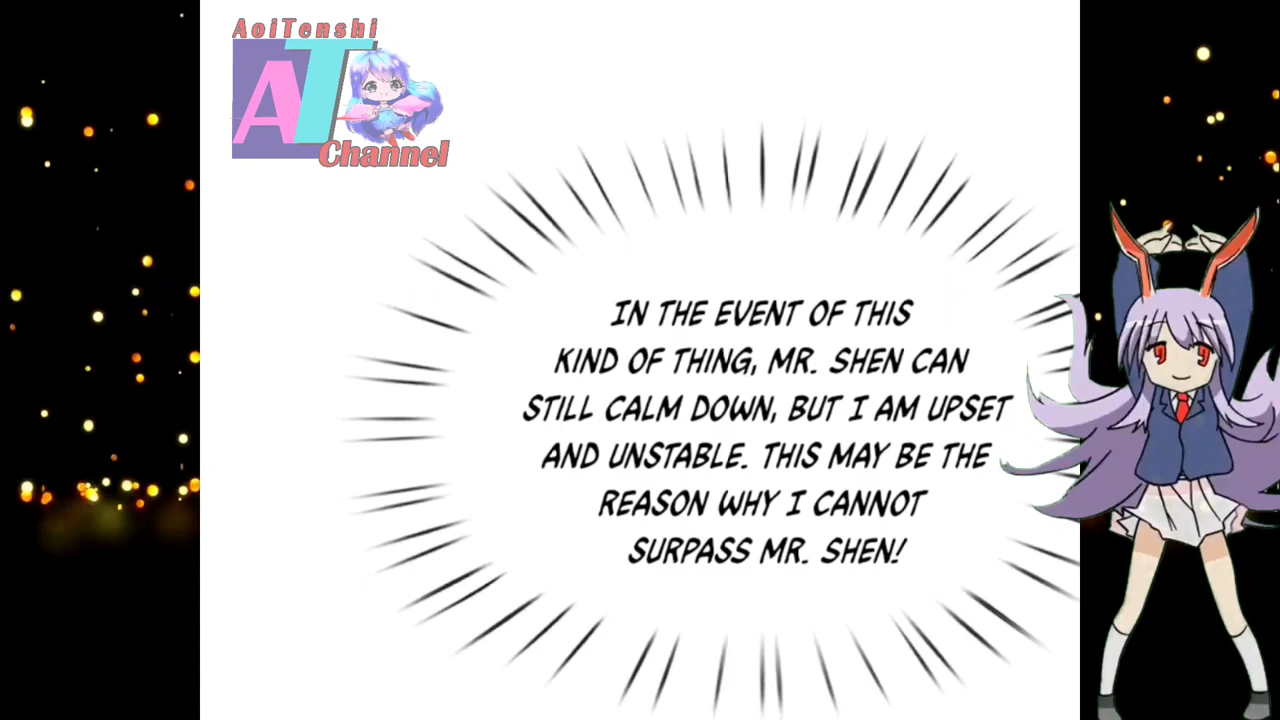 AoiTenshi
AT
Channel
IN THE EVENT OF THIS
KIND OF THING, MR. SHEN CAN
STILL CALM DOWN, BUT I AM UPSET
AND UNSTABLE. THIS MAY BE THE
REASON WHY I CANNOT
SURPASS MR. SHEN!